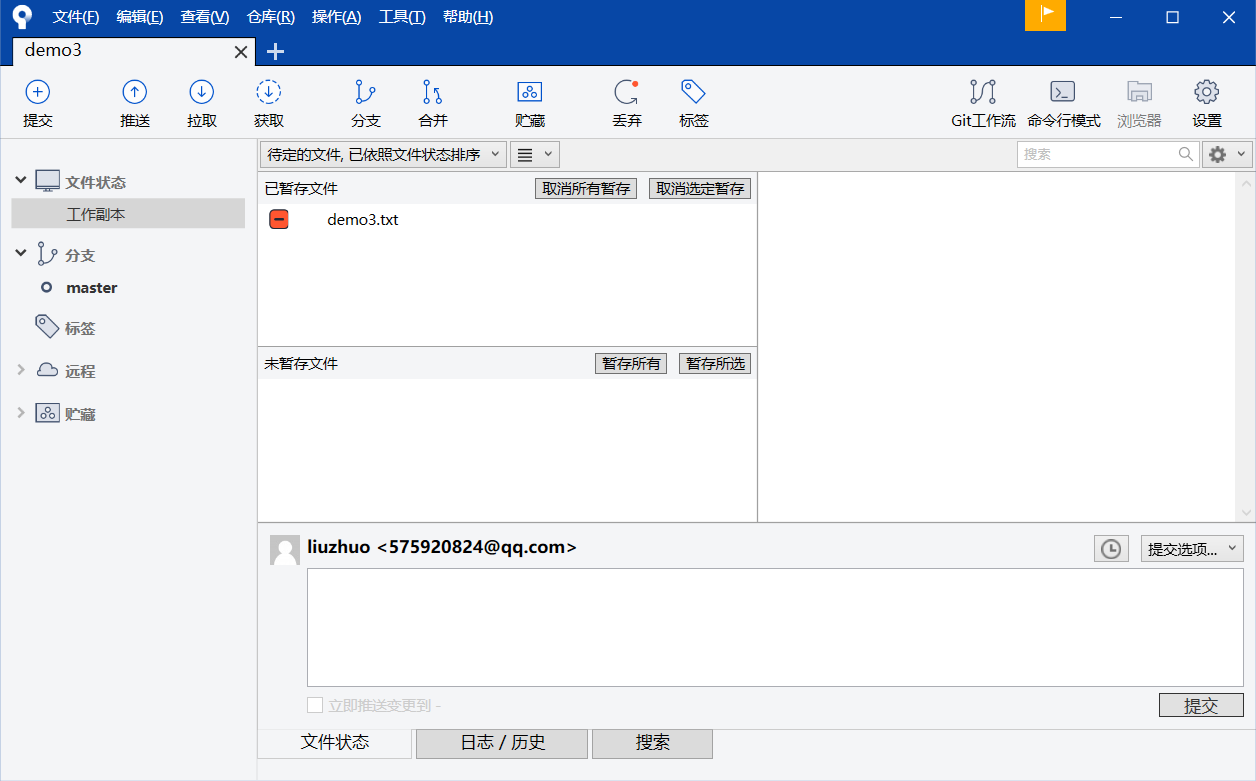 文件(F) 编辑(E) 查看(V) 仓库(R) 操作(A) 工具(T) 帮助(H)
demo3
提交 推送 拉取 获取 分支 合并 贮藏 丢弃 标签 Git工作流 命令行模式 浏览器 设置
待定的文件, 已依照文件状态排序 搜索
文件状态
工作副本
分支
master
标签
远程
贮藏
已暂存文件 取消所有暂存 取消选定暂存
demo3.txt
未暂存文件 暂存所有 暂存所选
liuzhuo <575920824@qq.com> 提交选项...
立即推送变更到 -
提交
文件状态 日志 / 历史 搜索